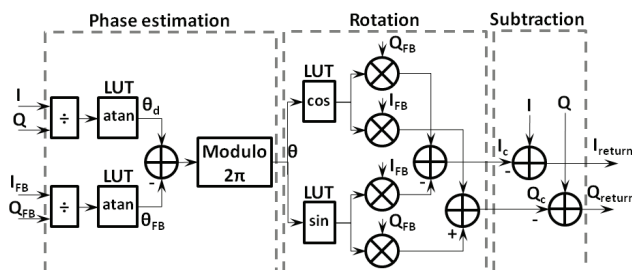 Phase estimation
Rotation
Subtraction
Q_FB
I
Q
÷
LUT
atan
θ_d
LUT
cos
I_FB
I
Q
-
Modulo
2π
θ
I_FB
-
I_c
-
I_return
I_FB
Q_FB
÷
LUT
atan
θ_FB
LUT
sin
Q_FB
+
Q_c
-
Q_return